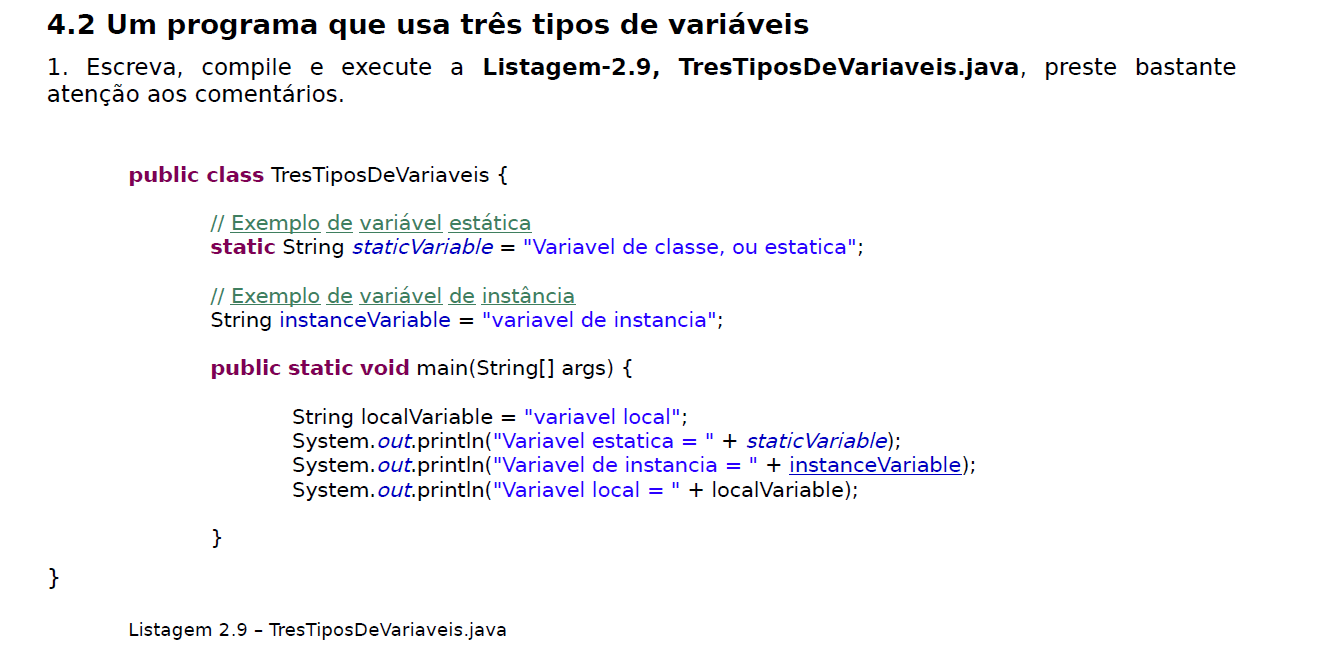 4.2 Um programa que usa três tipos de variáveis
1. Escreva, compile e execute a Listagem-2.9, TresTiposDeVariaveis.java, preste bastante
atenção aos comentários.
public class TresTiposDeVariaveis {
// Exemplo de variável estática
static String staticVariable = "Variavel de classe, ou estatica";
// Exemplo de variável de instância
String instanceVariable = "variavel de instancia";
public static void main(String[] args) {
String localVariable = "variavel local";
System.out.println("Variavel estatica = " + staticVariable);
System.out.println("Variavel de instancia = " + instanceVariable);
System.out.println("Variavel local = " + localVariable);
}
}
Listagem 2.9 – TresTiposDeVariaveis.java